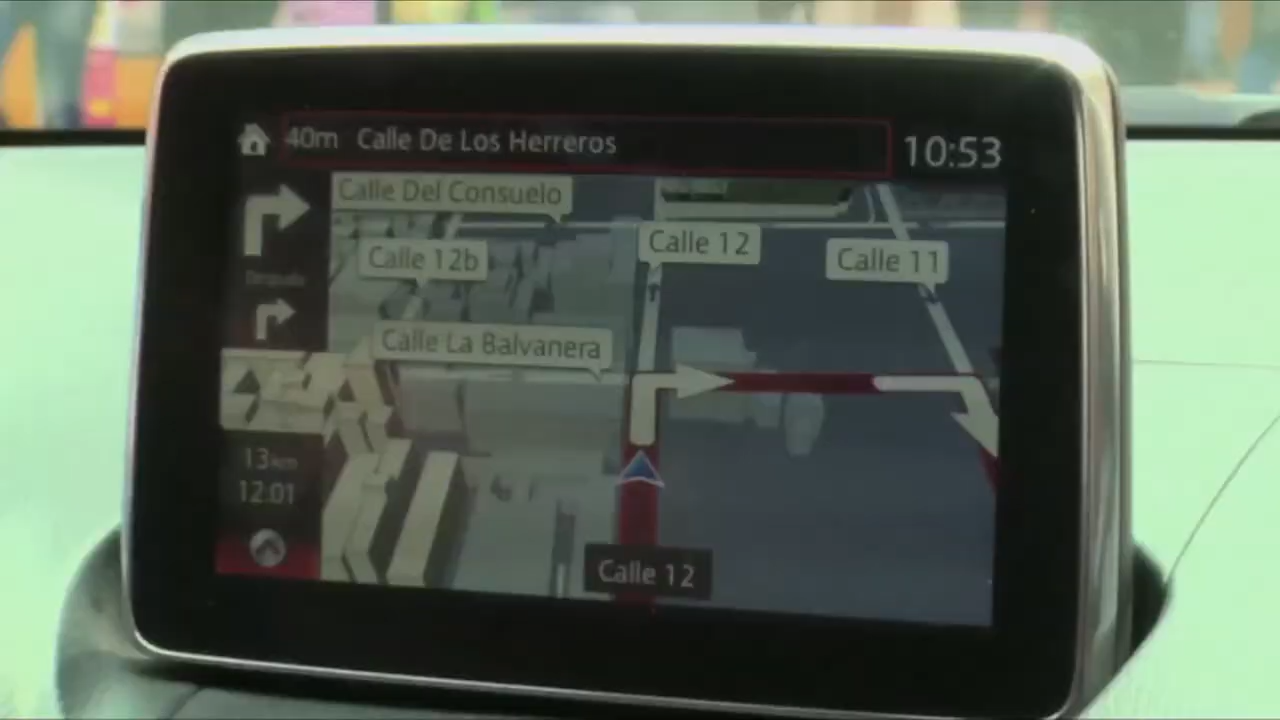 40m Calle De Los Herreros
10:53
Calle Del Consuelo
Calle 12
Calle 12b
Calle 11
Después
Calle La Balvanera
13km
12:01
Calle 12